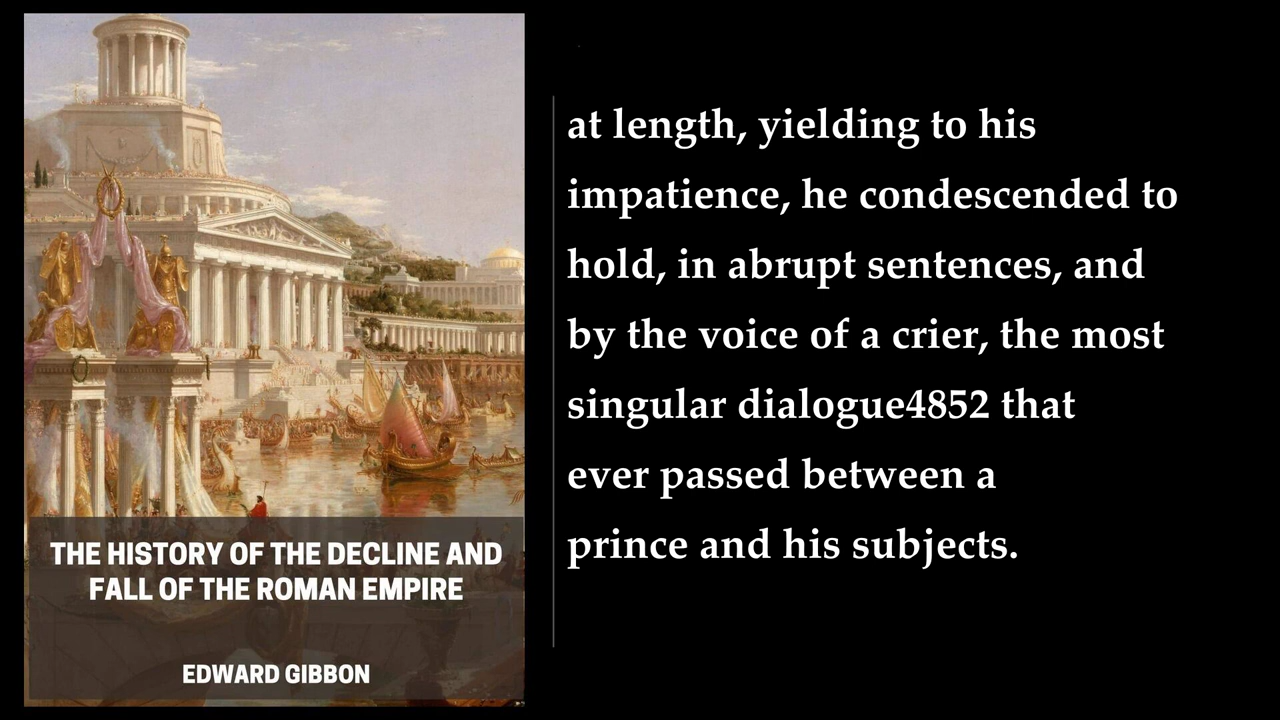 THE HISTORY OF THE DECLINE AND
FALL OF THE ROMAN EMPIRE
EDWARD GIBBON
at length, yielding to his
impatience, he condescended to
hold, in abrupt sentences, and
by the voice of a crier, the most
singular dialogue4852 that
ever passed between a
prince and his subjects.